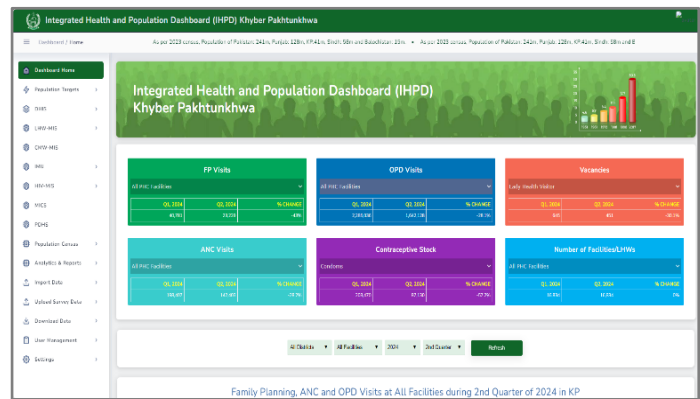 Integrated Health and Population Dashboard (IHPD) Khyber Pakhtunkhwa
Dashboard / Home
As per 2023 census, Population of Pakistan: 241m, Punjab: 128m, KP:41m, Sindh: 56m and Balochistan: 15m. • As per 2023 census, Population of Pakistan: 241m, Punjab: 128m, KP:41m, Sindh: 56m and B
Dashboard Home
Population Targets
DHIS
LHW-MIS
CMW-MIS
IMU
HIV-MIS
MICS
PDHS
Population Census
Analytics & Reports
Import Data
Upload Survey Data
Download Data
User Management
Settings
Integrated Health and Population Dashboard (IHPD)
Khyber Pakhtunkhwa
FP Visits
All PHC Facilities
Q1, 2024 Q2, 2024 % CHANGE
OPD Visits
All PHC Facilities
Q1, 2024 Q2, 2024 % CHANGE
Vacancies
Lady Health Visitor
Q1, 2024 Q2, 2024 % CHANGE
ANC Visits
All PHC Facilities
Q1, 2024 Q2, 2024 % CHANGE
Contraceptive Stock
Condoms
Q1, 2024 Q2, 2024 % CHANGE
Number of Facilities/LHWs
All PHC Facilities
Q1, 2024 Q2, 2024 % CHANGE
0%
All Districts All Facilities 2024 2nd Quarter Refresh
Family Planning, ANC and OPD Visits at All Facilities during 2nd Quarter of 2024 in KP